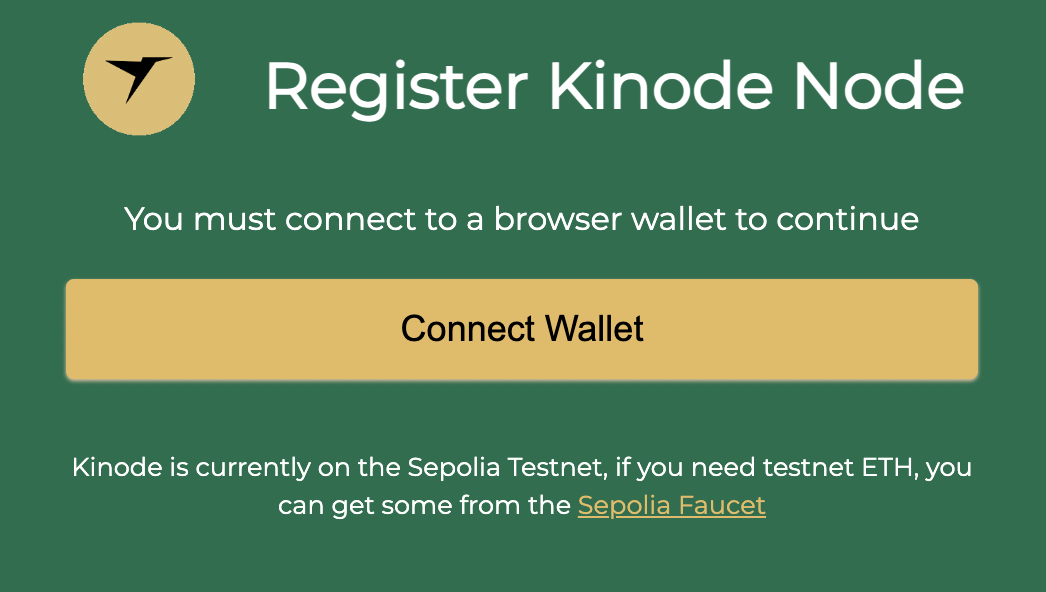 Register Kinode Node
You must connect to a browser wallet to continue
Connect Wallet
Kinode is currently on the Sepolia Testnet, if you need testnet ETH, you
can get some from the Sepolia Faucet